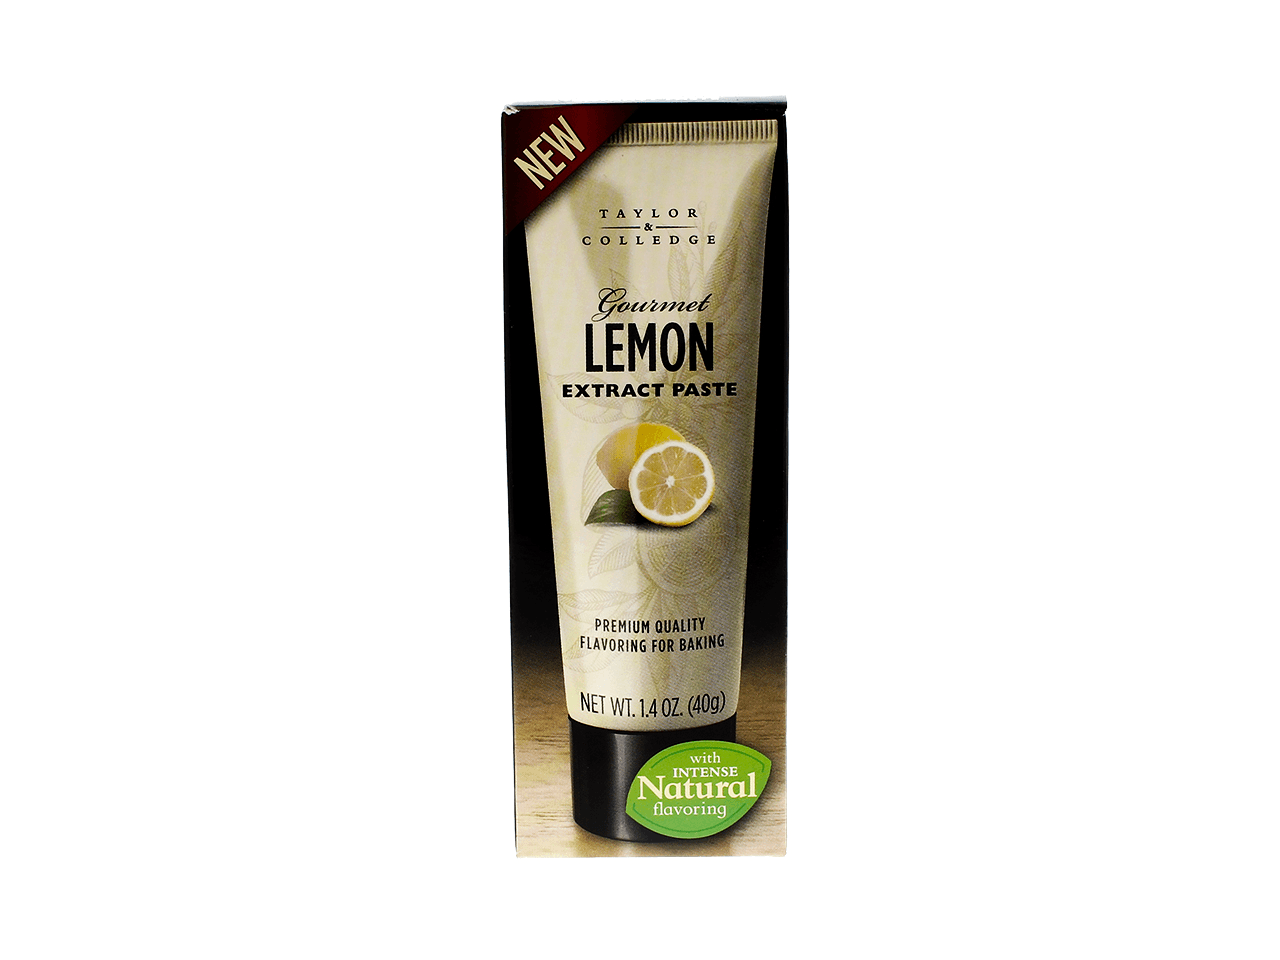 NEW
TAYLOR
&
COLLEDGE
Gourmet
LEMON
EXTRACT PASTE
PREMIUM QUALITY
FLAVORING FOR BAKING
NET WT. 1.4 OZ. (40g)
with
INTENSE
Natural
flavoring